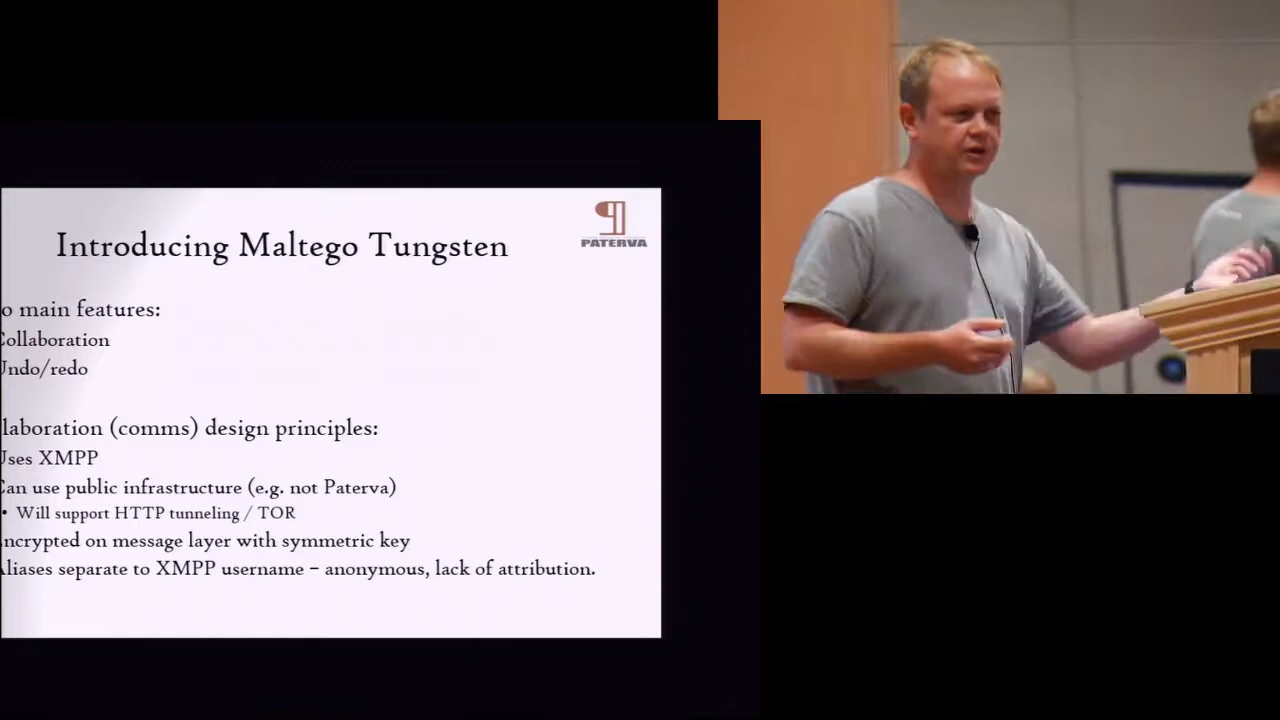 PATERVA
Introducing Maltego Tungsten
o main features:
Collaboration
Undo/redo
laboration (comms) design principles:
Uses XMPP
Can use public infrastructure (e.g. not Paterva)
• Will support HTTP tunneling / TOR
Encrypted on message layer with symmetric key
Aliases separate to XMPP username – anonymous, lack of attribution.